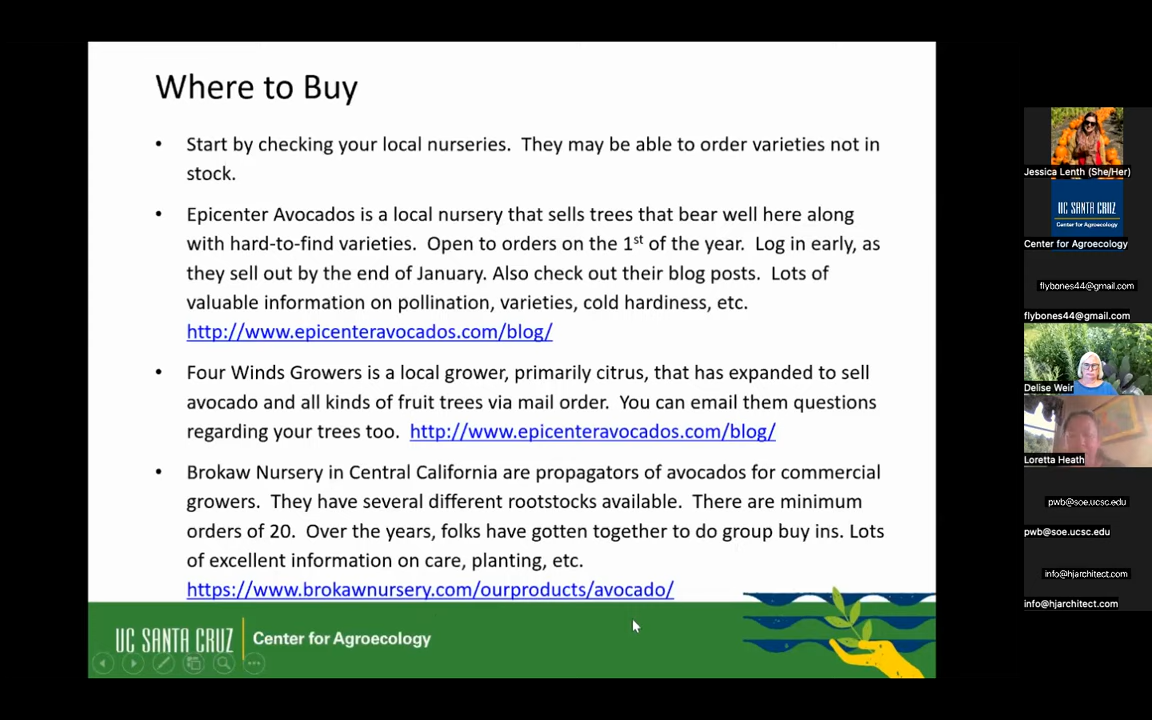 Where to Buy
• Start by checking your local nurseries.  They may be able to order varieties not in
stock.
• Epicenter Avocados is a local nursery that sells trees that bear well here along
with hard-to-find varieties.  Open to orders on the 1st of the year.  Log in early, as
they sell out by the end of January. Also check out their blog posts.  Lots of
valuable information on pollination, varieties, cold hardiness, etc.
http://www.epicenteravocados.com/blog/
• Four Winds Growers is a local grower, primarily citrus, that has expanded to sell
avocado and all kinds of fruit trees via mail order.  You can email them questions
regarding your trees too.  http://www.epicenteravocados.com/blog/
• Brokaw Nursery in Central California are propagators of avocados for commercial
growers.  They have several different rootstocks available.  There are minimum
orders of 20.  Over the years, folks have gotten together to do group buy ins. Lots
of excellent information on care, planting, etc.
https://www.brokawnursery.com/ourproducts/avocado/
UC SANTA CRUZ Center for Agroecology
Jessica Lenth (She/Her)
UC SANTA CRUZ
Center for Agroecology
Center for Agroecology
flybones44@gmail.com
flybones44@gmail.com
Delise Weir
Loretta Heath
pwb@soe.ucsc.edu
pwb@soe.ucsc.edu
info@hjarchitect.com
info@hjarchitect.com